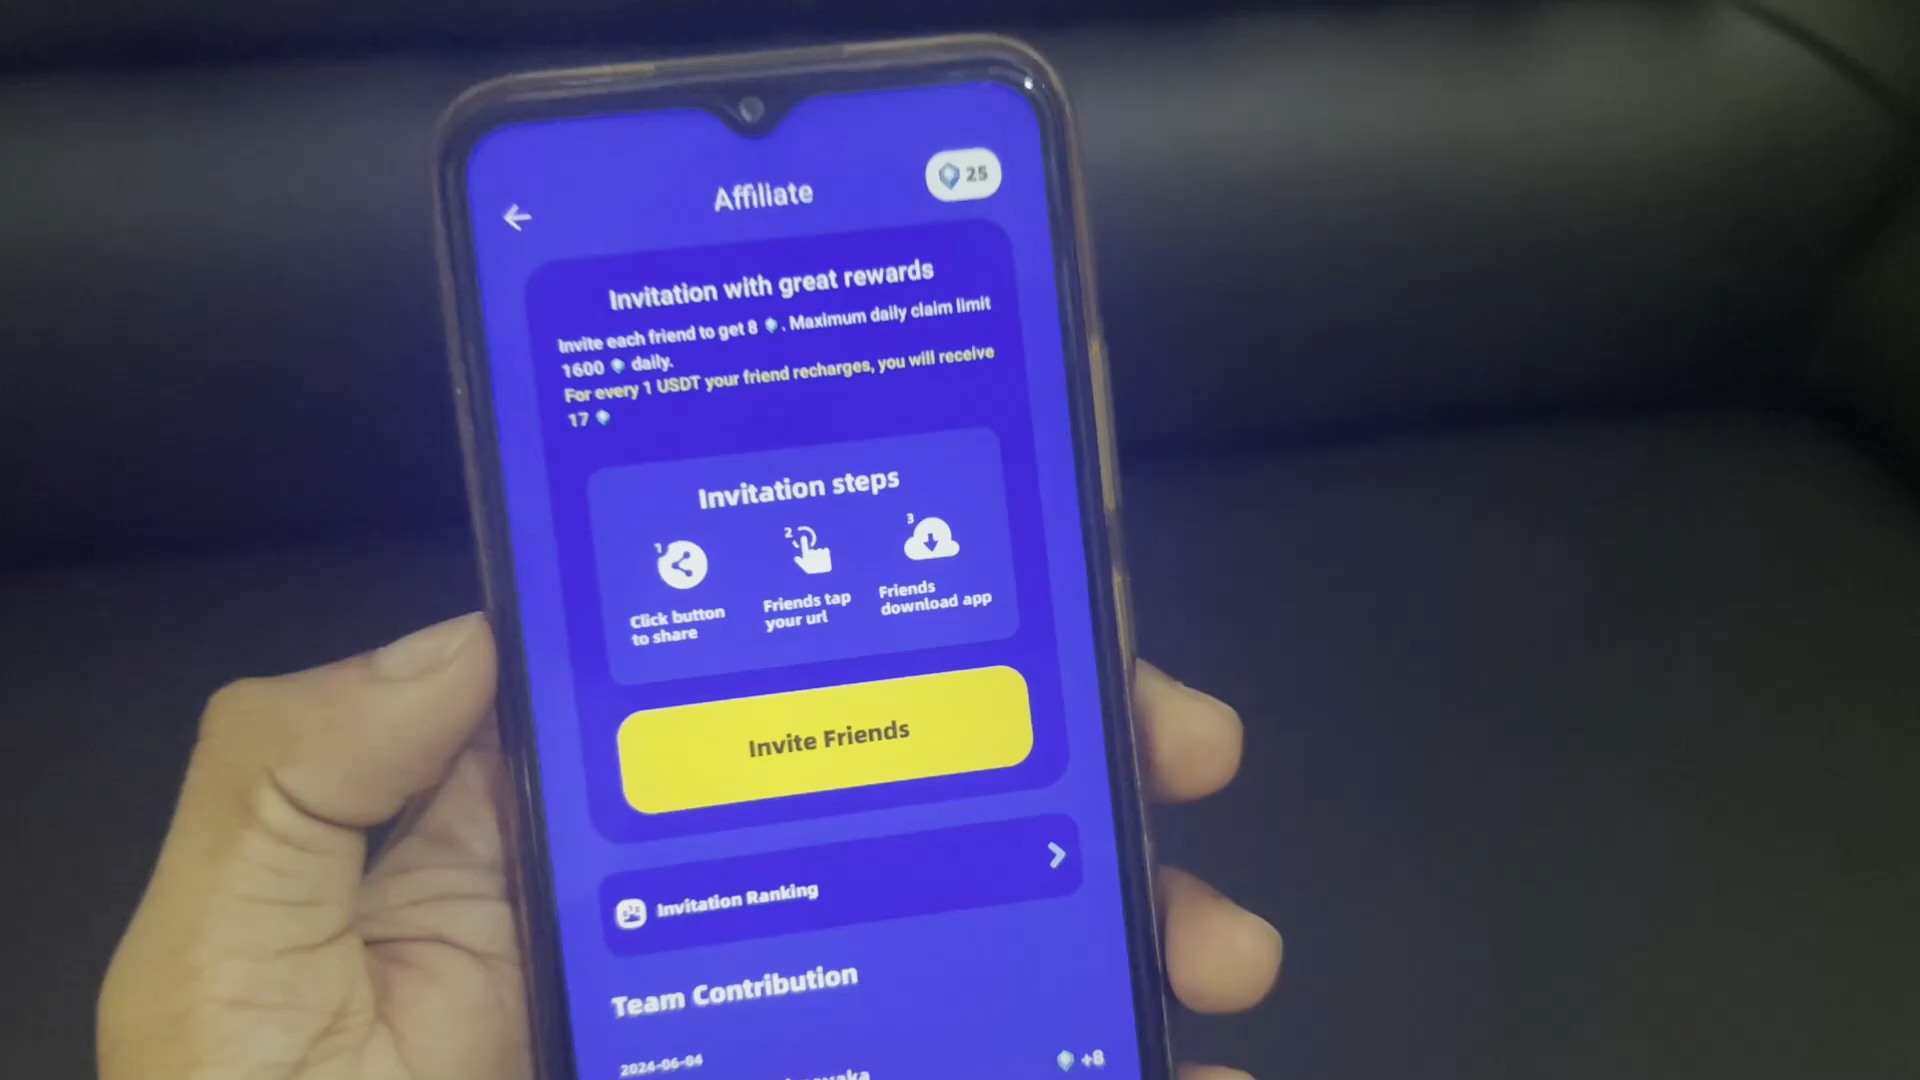 Affiliate
25
Invitation with great rewards
Invite each friend to get 8 . Maximum daily claim limit
1600 daily.
For every 1 USDT your friend recharges, you will receive
17
Invitation steps
1
2
3
Click button
to share
Friends tap
your url
Friends
download app
Invite Friends
Invitation Ranking
Team Contribution
2024-06-04
+8